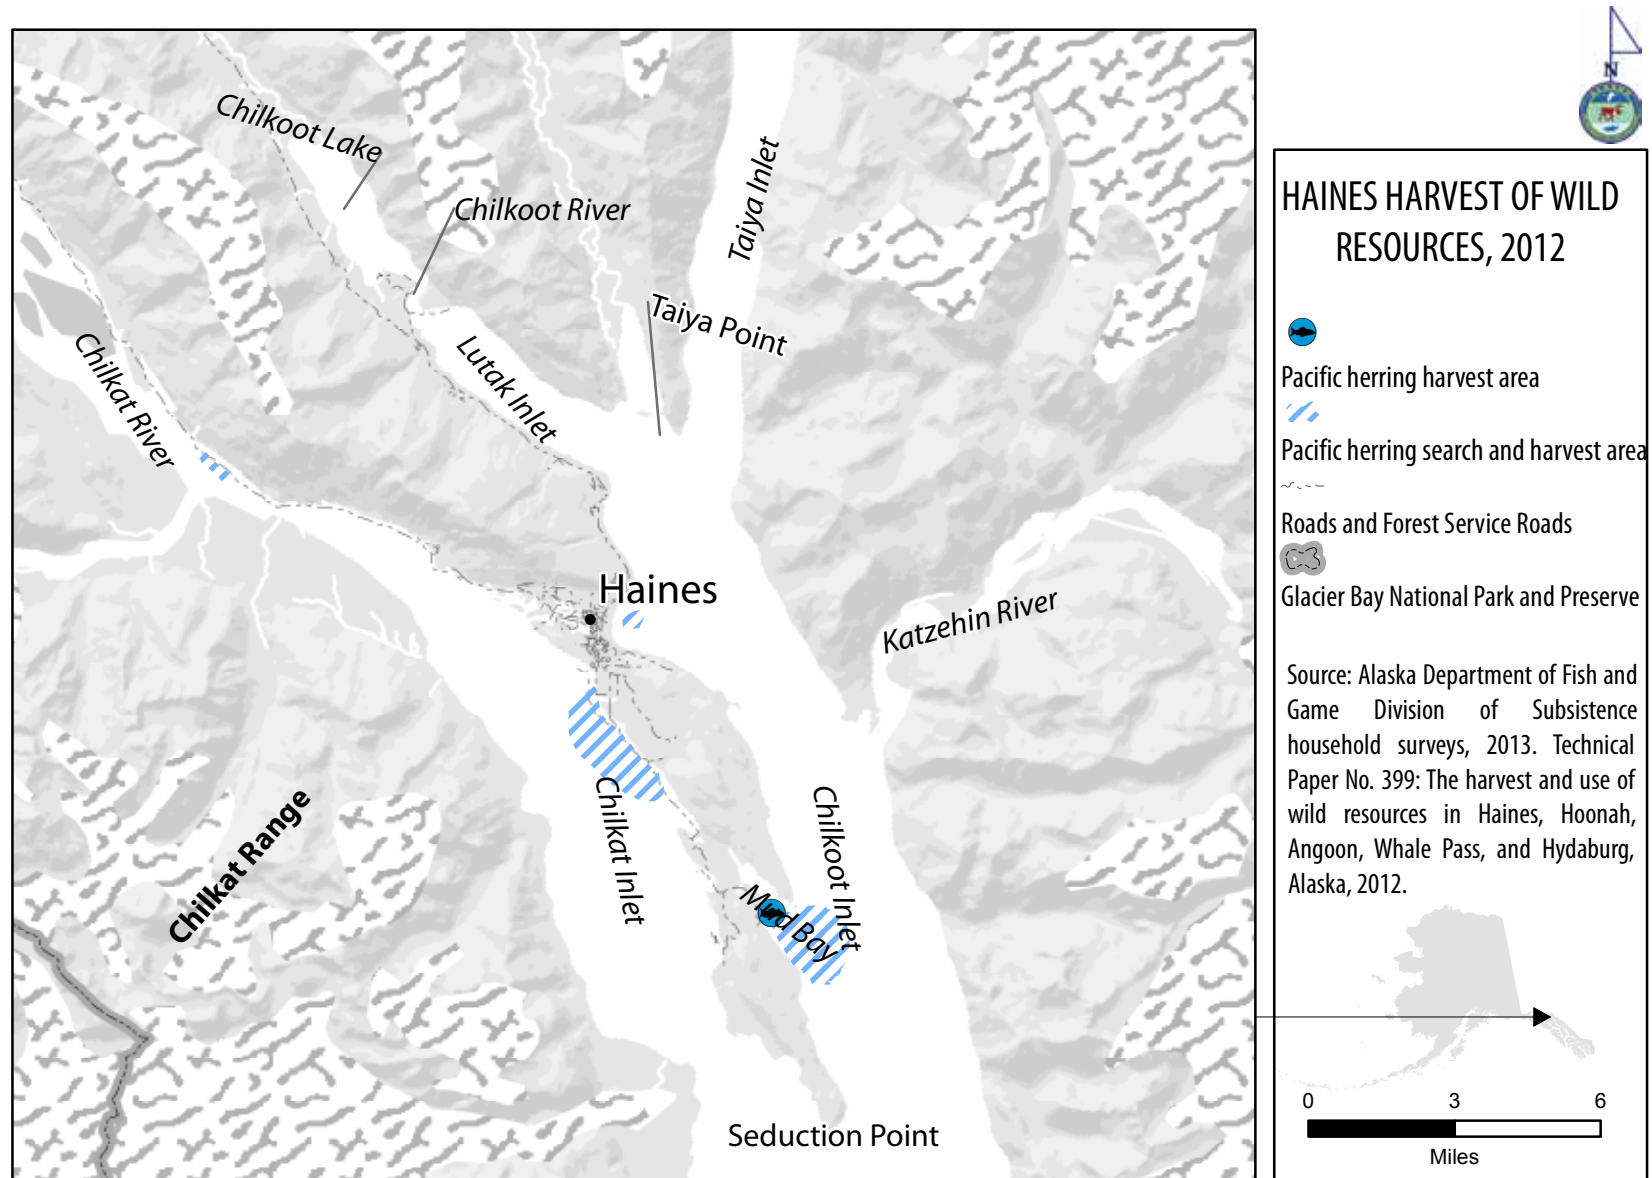 N
Chilkoot Lake
Chilkoot River
Taiya Inlet
Taiya Point
Chilkat River
Lutak Inlet
Haines
Katzehin River
Chilkat Range
Chilkat Inlet
Chilkoot Inlet
Mud Bay
Seduction Point
HAINES HARVEST OF WILD
RESOURCES, 2012
Pacific herring harvest area
Pacific herring search and harvest area
Roads and Forest Service Roads
Glacier Bay National Park and Preserve
Source: Alaska Department of Fish and
Game Division of Subsistence
household surveys, 2013. Technical
Paper No. 399: The harvest and use of
wild resources in Haines, Hoonah,
Angoon, Whale Pass, and Hydaburg,
Alaska, 2012.
0 3 6
Miles